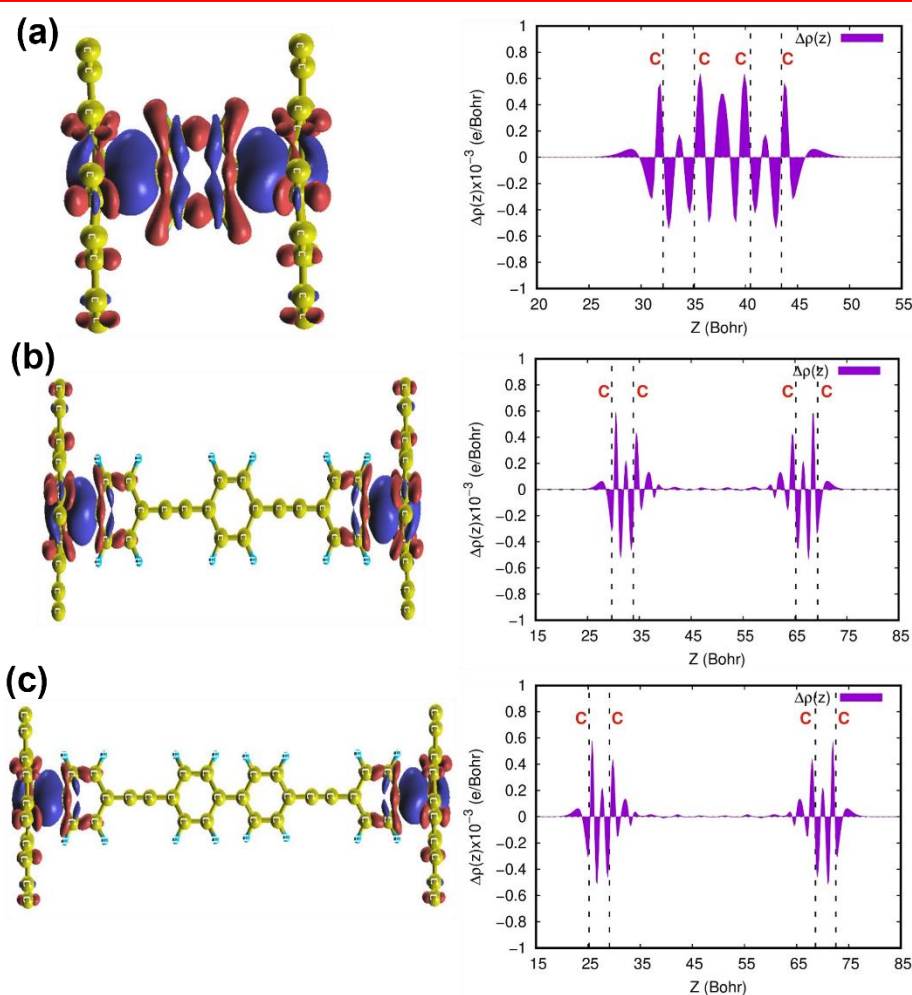 (a)
Δρ(z)
C C C C
Δρ(z)x10⁻³ (e/Bohr)
1
0.8
0.6
0.4
0.2
0
−0.2
−0.4
−0.6
−0.8
−1
20 25 30 35 40 45 50 55
Z (Bohr)
(b)
Δρ(z)
C C C C
Δρ(z)x10⁻³ (e/Bohr)
1
0.8
0.6
0.4
0.2
0
−0.2
−0.4
−0.6
−0.8
−1
15 25 35 45 55 65 75 85
Z (Bohr)
(c)
Δρ(z)
C C C C
Δρ(z)x10⁻³ (e/Bohr)
1
0.8
0.6
0.4
0.2
0
−0.2
−0.4
−0.6
−0.8
−1
15 25 35 45 55 65 75 85
Z (Bohr)